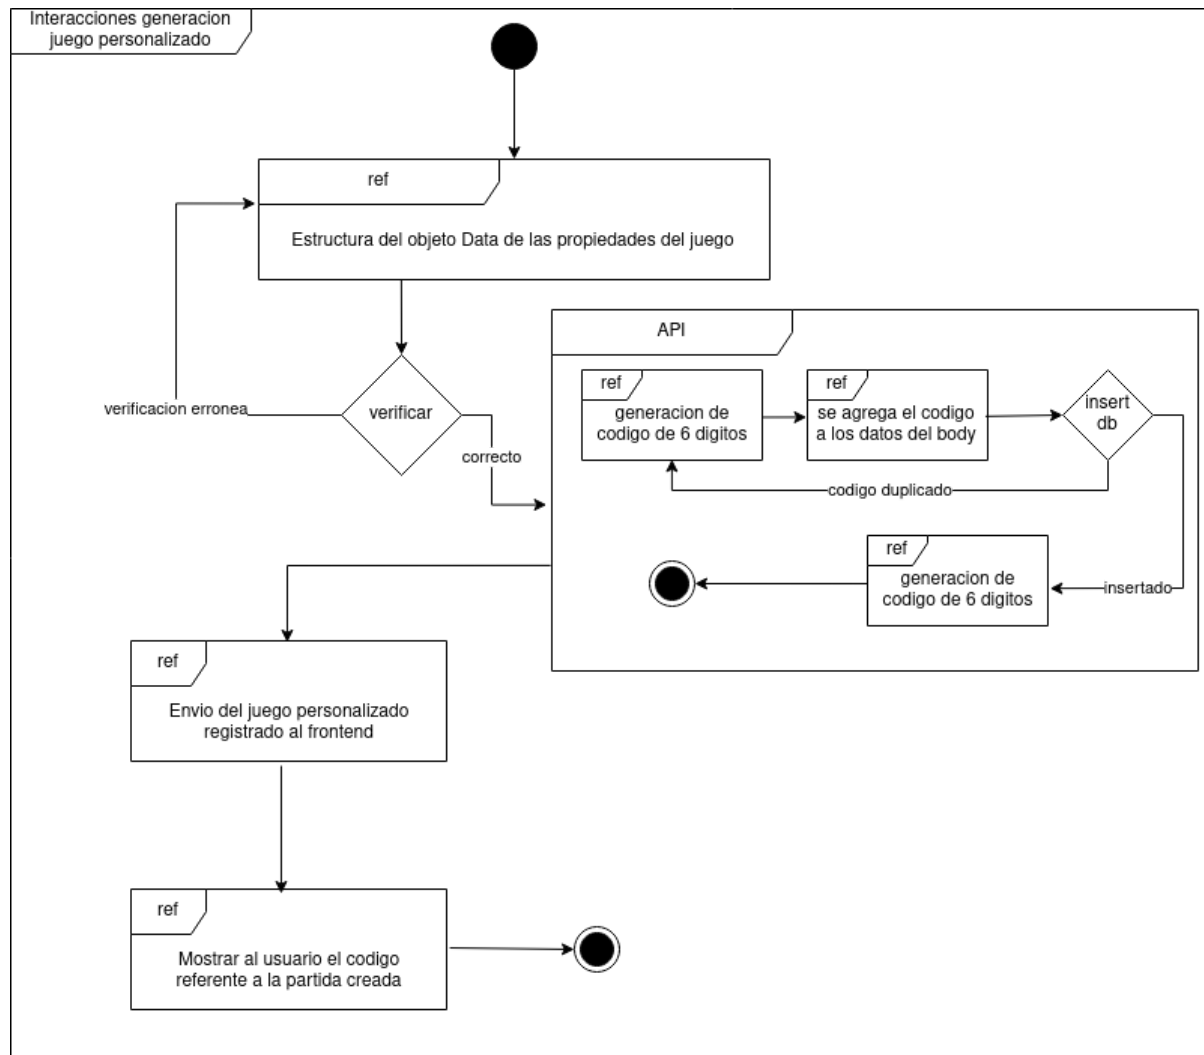 Interacciones generacion
juego personalizado
ref
Estructura del objeto Data de las propiedades del juego
verificar
verificacion erronea
correcto
API
ref
generacion de
codigo de 6 digitos
ref
se agrega el codigo
a los datos del body
insert
db
codigo duplicado
ref
generacion de
codigo de 6 digitos
insertado
ref
Envio del juego personalizado
registrado al frontend
ref
Mostrar al usuario el codigo
referente a la partida creada